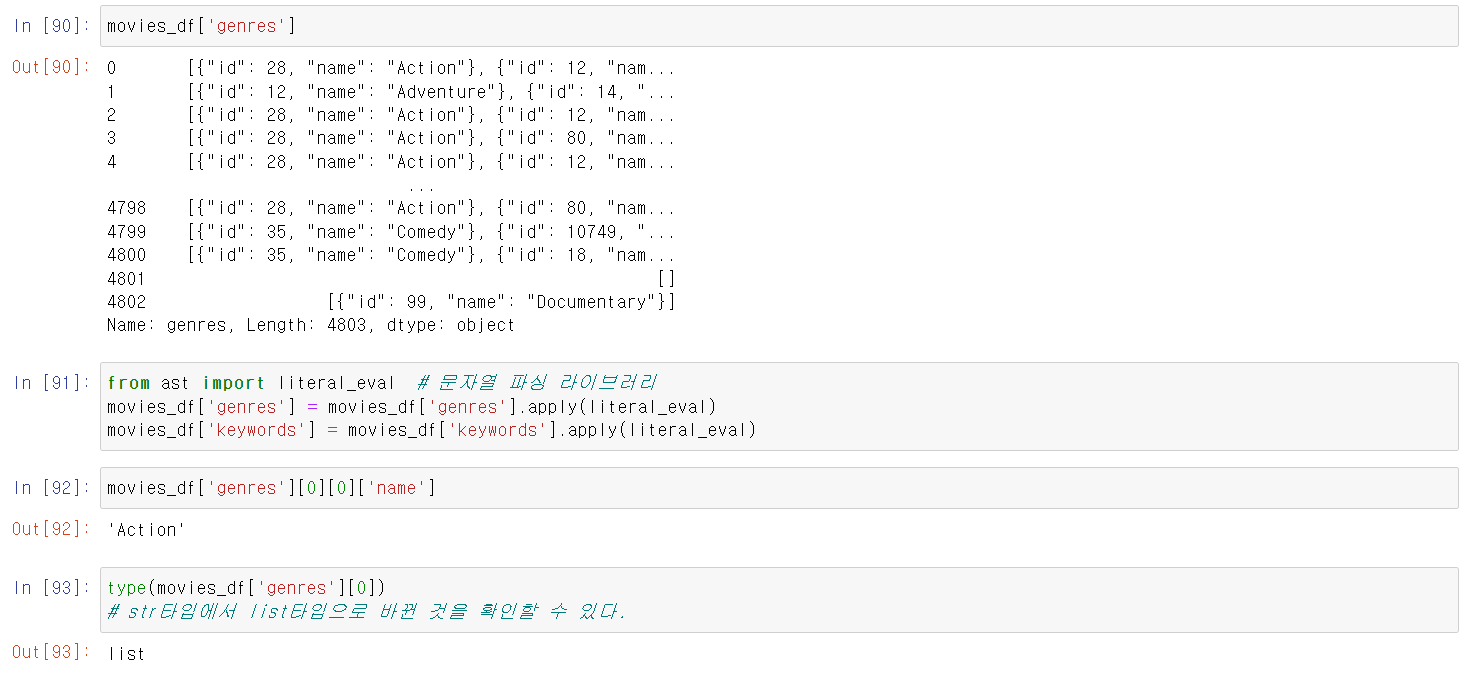 In [90]: movies_df['genres']
Out[90]: 0 [{"id": 28, "name": "Action"}, {"id": 12, "nam...
1 [{"id": 12, "name": "Adventure"}, {"id": 14, "...
2 [{"id": 28, "name": "Action"}, {"id": 12, "nam...
3 [{"id": 28, "name": "Action"}, {"id": 80, "nam...
4 [{"id": 28, "name": "Action"}, {"id": 12, "nam...
...
4798 [{"id": 28, "name": "Action"}, {"id": 80, "nam...
4799 [{"id": 35, "name": "Comedy"}, {"id": 10749, "...
4800 [{"id": 35, "name": "Comedy"}, {"id": 18, "nam...
4801 []
4802 [{"id": 99, "name": "Documentary"}]
Name: genres, Length: 4803, dtype: object
In [91]: from ast import literal_eval # 문자열 파싱 라이브러리
movies_df['genres'] = movies_df['genres'].apply(literal_eval)
movies_df['keywords'] = movies_df['keywords'].apply(literal_eval)
In [92]: movies_df['genres'][0][0]['name']
Out[92]: 'Action'
In [93]: type(movies_df['genres'][0])
# str타입에서 list타입으로 바뀐 것을 확인할 수 있다.
Out[93]: list